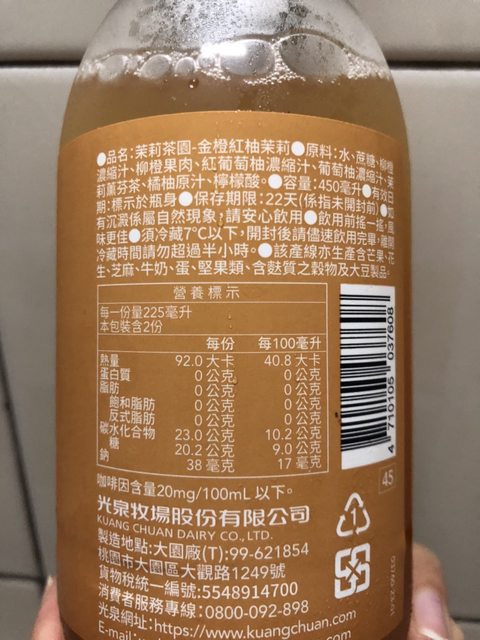 ●品名:茉莉茶園-金橙紅柚茉莉●原料:水、蔗糖、柳橙
濃縮汁、柳橙果肉、紅葡萄柚濃縮汁、葡萄柚濃縮汁、茉
莉薰芬茶、橘柚原汁、檸檬酸。●容量:450毫升●有效日
期:標示於瓶身●保存期限:22天(係指未開封前)●如
有沉澱係屬自然現象,請安心飲用●飲用前搖一搖,風
味更佳●須冷藏7℃以下,開封後請儘速飲用完畢,離開
冷藏時間請勿超過半小時。●該產線亦生產含芒果、花
生、芝麻、牛奶、蛋、堅果類、含麩質之穀物及大豆製品。
營養標示
每一份量225毫升
本包裝含2份
每份 每100毫升
熱量 92.0 大卡 40.8 大卡
蛋白質 0 公克 0 公克
脂肪 0 公克 0 公克
飽和脂肪 0 公克 0 公克
反式脂肪 0 公克 0 公克
碳水化合物 23.0 公克 10.2 公克
糖 20.2 公克 9.0 公克
鈉 38 毫克 17 毫克
4 710105 037608
45
咖啡因含量20mg/100mL 以下。
光泉牧場股份有限公司
KUANG CHUAN DAIRY CO., LTD.
製造地點:大園廠(T):99-621854
桃園市大園區大觀路1249號
貨物稅統一編號:5548914700
消費者服務專線:0800-092-898
光泉網址:https://www.kuangchuan.com
E-mail: